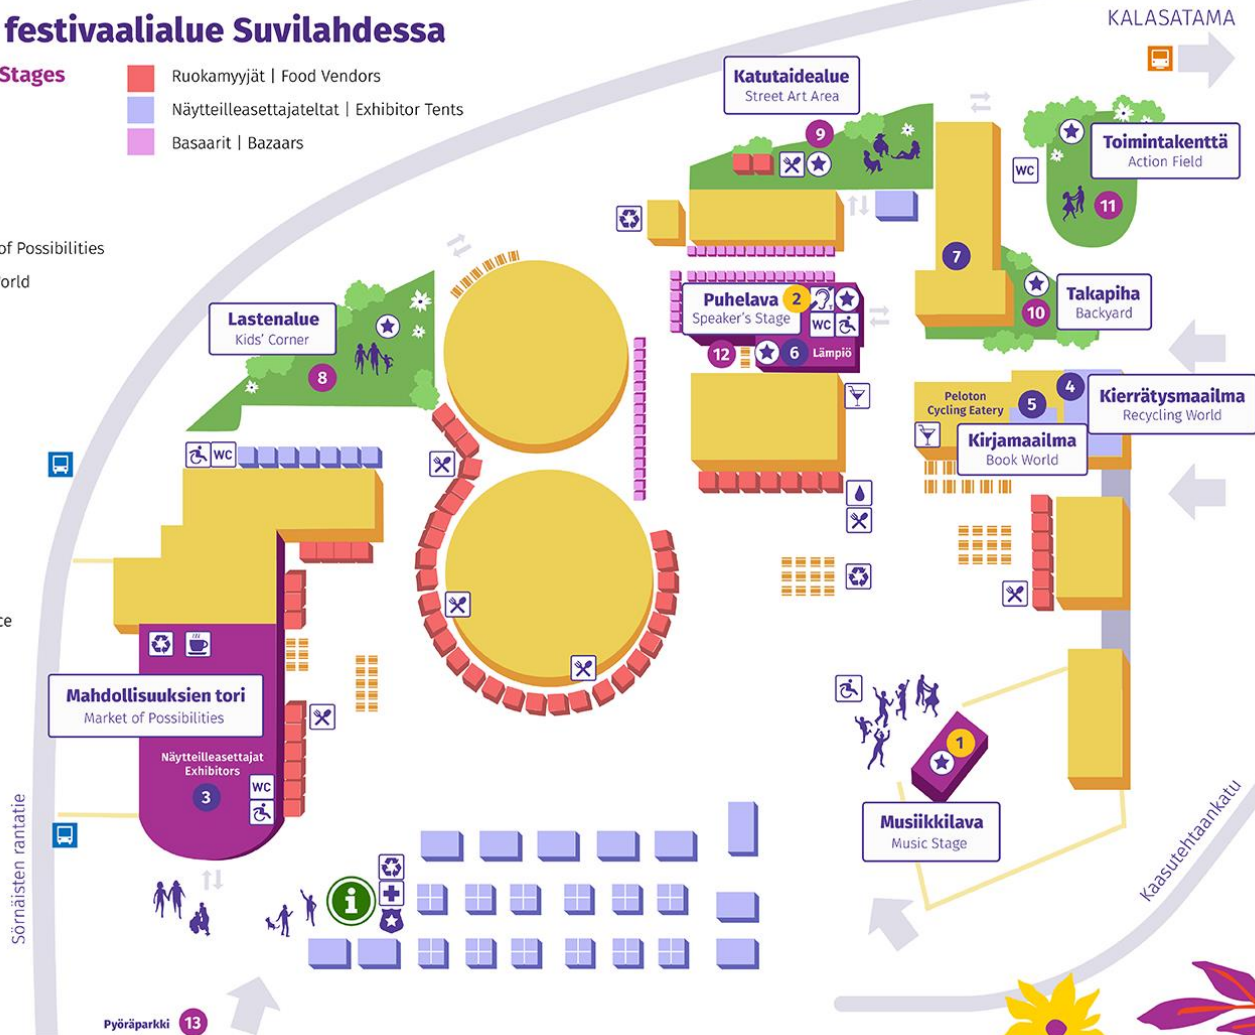 festivaalialue Suvilahdessa
Stages
Ruokamyyjät | Food Vendors
Näytteilleasettajateltat | Exhibitor Tents
Basaarit | Bazaars
of Possibilities
orld
ce
KALASATAMA
Katutaidealue
Street Art Area
9
Toimintakenttä
Action Field
WC
11
7
Puhelava 2
Speaker's Stage
T
WC
12
6 Lämpiö
Takapiha
10 Backyard
Lastenalue
Kids' Corner
8
WC
4
Peloton
Cycling Eatery
5
Kierrätysmaailma
Recycling World
Kirjamaailma
Book World
Mahdollisuuksien tori
Market of Possibilities
Näytteilleasettajat
Exhibitors
3
WC
1
Musiikkilava
Music Stage
i
Sörnäisten rantatie
Kaasutehtaankatu
Pyöräparkki 13